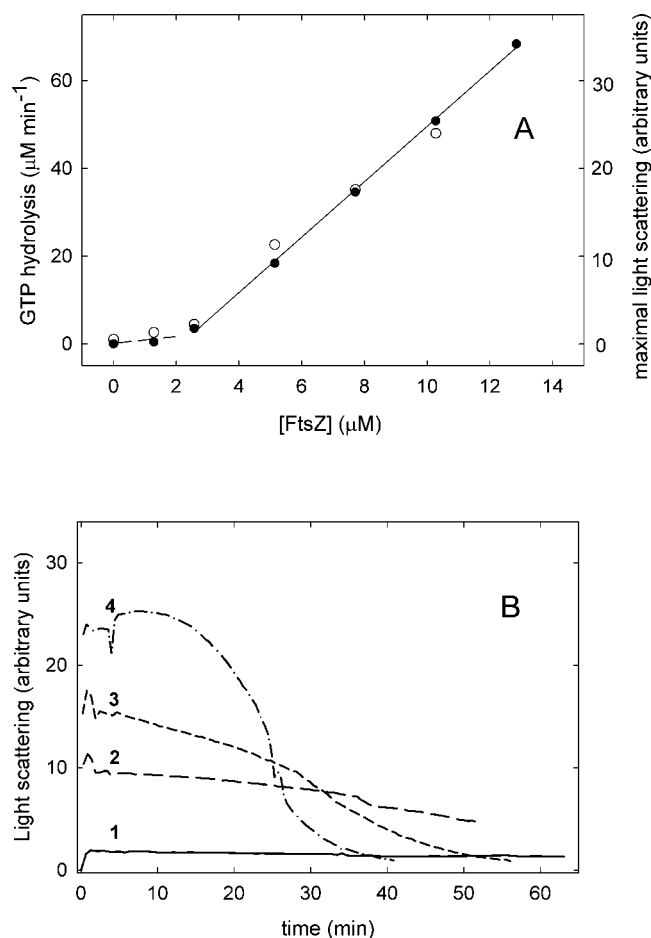 A
GTP hydrolysis (μM min⁻¹)
60
40
20
0
maximal light scattering (arbitrary units)
30
20
10
0
0 2 4 6 8 10 12 14
[FtsZ] (μM)
B
Light scattering (arbitrary units)
30
20
10
0
4
3
2
1
0 10 20 30 40 50 60
time (min)